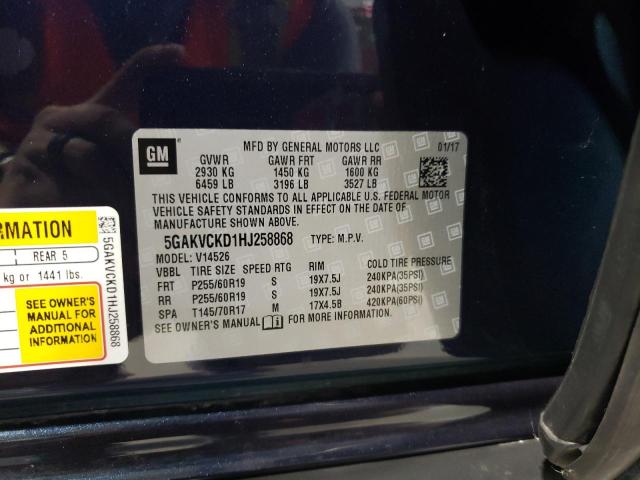 GM
MFD BY GENERAL MOTORS LLC 01/17
GVWR GAWR FRT GAWR RR
2930 KG 1450 KG 1600 KG
6459 LB 3196 LB 3527 LB
THIS VEHICLE CONFORMS TO ALL APPLICABLE U.S. FEDERAL MOTOR
VEHICLE SAFETY STANDARDS IN EFFECT ON THE DATE OF
MANUFACTURE SHOWN ABOVE.
5GAKVCKD1HJ258868 TYPE: M.P.V.
MODEL: V14526
VBBL TIRE SIZE SPEED RTG RIM COLD TIRE PRESSURE
FRT P255/60R19 S 19X7.5J 240KPA(35PSI)
RR P255/60R19 S 19X7.5J 240KPA(35PSI)
SPA T145/70R17 M 17X4.5B 420KPA(60PSI)
SEE OWNER'S MANUAL FOR MORE INFORMATION.
RMATION
REAR 5
kg or 1441 lbs.
SEE OWNER'S
MANUAL FOR
ADDITIONAL
INFORMATION
5GAKVCKD1HJ258868